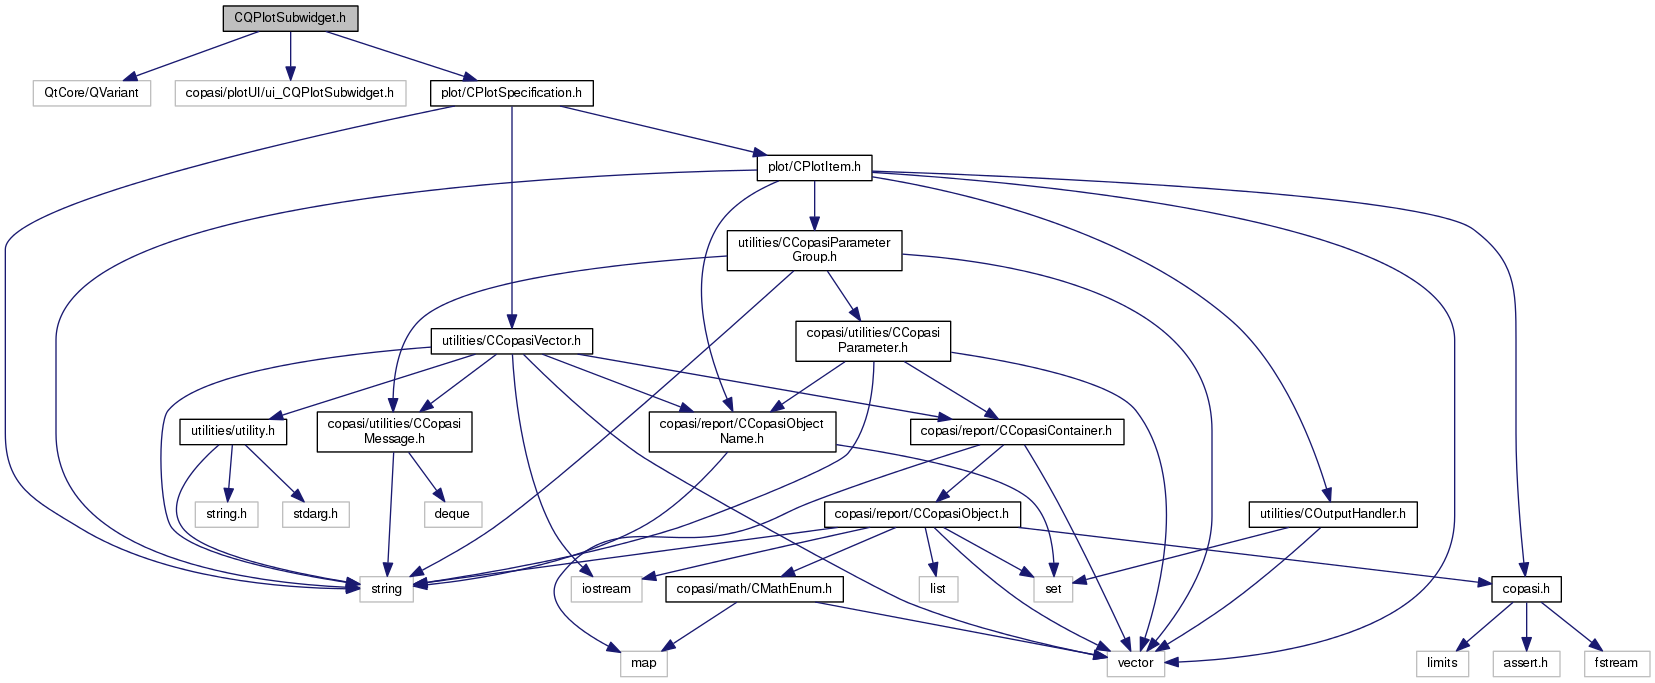 CQPlotSubwidget.h
QtCore/QVariant
copasi/plotUI/ui_CQPlotSubwidget.h
plot/CPlotSpecification.h
plot/CPlotItem.h
utilities/CCopasiParameter
Group.h
utilities/CCopasiVector.h
copasi/utilities/CCopasi
Parameter.h
utilities/utility.h
copasi/utilities/CCopasi
Message.h
copasi/report/CCopasiObject
Name.h
copasi/report/CCopasiContainer.h
string.h
stdarg.h
deque
copasi/report/CCopasiObject.h
utilities/COutputHandler.h
string
iostream
copasi/math/CMathEnum.h
list
set
copasi.h
map
vector
limits
assert.h
fstream